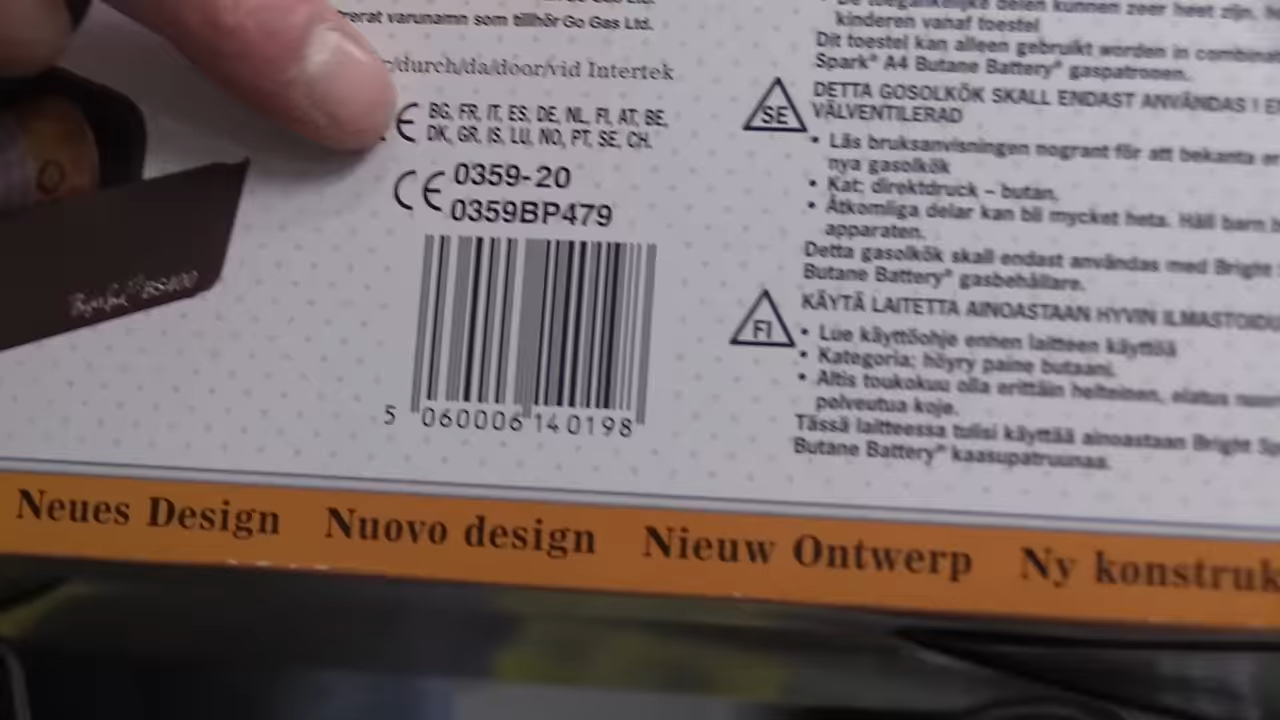 varunamn som tillhör Go Gas Ltd.
/durch/da/door/vid Intertek
CE BG, FR, IT, ES, DE, NL, FI, AT, BE,
DK, GR, IS, LU, NO, PT, SE, CH.
CE 0359-20
0359BP479
5 060006 140198
BS400
kinderen vanaf toestel
Dit toestel kan alleen gebruikt worden in
Spark® A4 Butane Battery® gaspatronen.
SE
DETTA GOSOLKÖK SKALL ENDAST ANVÄNDAS I
VÄLVENTILERAD
• Läs bruksanvisningen nogrant för att bekanta
nya gasolkök
• Kat: direktdruck – butan.
• Åtkomliga delar kan bli mycket heta. Håll barn
apparaten.
Detta gasolkök skall endast användas med Bright
Butane Battery® gasbehållare.
FI
KÄYTÄ LAITETTA AINOASTAAN HYVIN
• Lue käyttöohje ennen laitteen käyttöä
• Kategoria: höyry paine butaani.
• Altis toukokuu olla erittäin helteinen,
polveutua koje.
Tässä laitteessa tulisi käyttää ainoastaan Bright
Butane Battery® kaasupatruunaa.
Neues Design Nuovo design Nieuw Ontwerp Ny konstruk